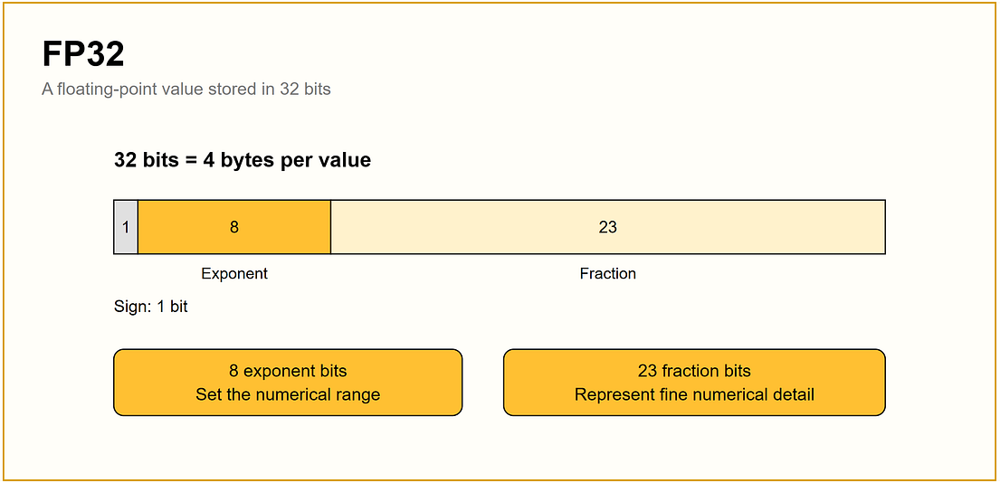 FP32
A floating-point value stored in 32 bits
32 bits = 4 bytes per value
1
8
23
Exponent
Fraction
Sign: 1 bit
8 exponent bits
Set the numerical range
23 fraction bits
Represent fine numerical detail